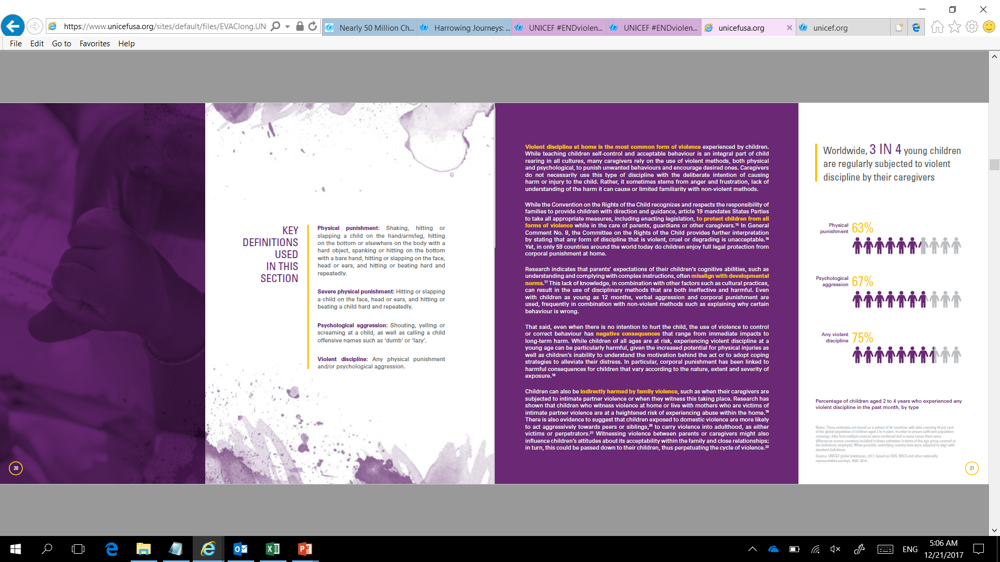 https://www.unicefusa.org/sites/default/files/EVAClong.UN
Nearly 50 Million Ch...
Harrowing Journeys: ...
UNICEF #ENDviolen...
UNICEF #ENDviolen...
unicefusa.org
unicef.org
File Edit Go to Favorites Help
KEY
DEFINITIONS
USED
IN THIS
SECTION
Physical punishment: Shaking, hitting or
slapping a child on the hand/arm/leg, hitting
on the bottom or elsewhere on the body with a
hard object, spanking or hitting on the bottom
with a bare hand, hitting or slapping on the face,
head or ears, and hitting or beating hard and
repeatedly.
Severe physical punishment: Hitting or slapping
a child on the face, head or ears, and hitting or
beating a child hard and repeatedly.
Psychological aggression: Shouting, yelling or
screaming at a child, as well as calling a child
offensive names such as ‘dumb’ or ‘lazy’.
Violent discipline: Any physical punishment
and/or psychological aggression.
20
Violent discipline at home is the most common form of violence experienced by children.
While teaching children self-control and acceptable behaviour is an integral part of child
rearing in all cultures, many caregivers rely on the use of violent methods, both physical
and psychological, to punish unwanted behaviours and encourage desired ones. Caregivers
do not necessarily use this type of discipline with the deliberate intention of causing
harm or injury to the child. Rather, it sometimes stems from anger and frustration, lack of
understanding of the harm it can cause or limited familiarity with non-violent methods.
While the Convention on the Rights of the Child recognizes and respects the responsibility of
families to provide children with direction and guidance, article 19 mandates States Parties
to take all appropriate measures, including enacting legislation, to protect children from all
forms of violence while in the care of parents, guardians or other caregivers.¹⁵ In General
Comment No. 8, the Committee on the Rights of the Child provides further interpretation
by stating that any form of discipline that is violent, cruel or degrading is unacceptable.¹⁶
Yet, in only 59 countries around the world today do children enjoy full legal protection from
corporal punishment at home.
Research indicates that parents’ expectations of their children’s cognitive abilities, such as
understanding and complying with complex instructions, often misalign with developmental
norms.¹⁷ This lack of knowledge, in combination with other factors such as cultural practices,
can result in the use of disciplinary methods that are both ineffective and harmful. Even
with children as young as 12 months, verbal aggression and corporal punishment are
used, frequently in combination with non-violent methods such as explaining why certain
behaviour is wrong.
That said, even when there is no intention to hurt the child, the use of violence to control
or correct behaviour has negative consequences that range from immediate impacts to
long-term harm. While children of all ages are at risk, experiencing violent discipline at a
young age can be particularly harmful, given the increased potential for physical injuries as
well as children’s inability to understand the motivation behind the act or to adopt coping
strategies to alleviate their distress. In particular, corporal punishment has been linked to
harmful consequences for children that vary according to the nature, extent and severity of
exposure.¹⁸
Children can also be indirectly harmed by family violence, such as when their caregivers are
subjected to intimate partner violence or when they witness this taking place. Research has
shown that children who witness violence at home or live with mothers who are victims of
intimate partner violence are at a heightened risk of experiencing abuse within the home.¹⁹
There is also evidence to suggest that children exposed to domestic violence are more likely
to act aggressively towards peers or siblings,²⁰ to carry violence into adulthood, as either
victims or perpetrators.²¹ Witnessing violence between parents or caregivers might also
influence children’s attitudes about its acceptability within the family and close relationships;
in turn, this could be passed down to their children, thus perpetuating the cycle of violence.²²
Worldwide, 3 IN 4 young children
are regularly subjected to violent
discipline by their caregivers
Physical
punishment
63%
Psychological
aggression
67%
Any violent
discipline
75%
Percentage of children aged 2 to 4 years who experienced any
violent discipline in the past month, by type
Notes: These estimates are based on a subset of 94 countries with data covering 55 per cent
of the global population of children aged 2 to 4 years. In order to ensure sufficient population
coverage, data from multiple sources were combined and in some cases there were
differences across countries included in these estimates in terms of the age group covered or
the definitions employed. When possible, underlying country data were adjusted to align with
standard definitions.
Source: UNICEF global databases, 2017, based on DHS, MICS and other nationally
representative surveys, 2005-2016.
21
ENG
5:06 AM
12/21/2017